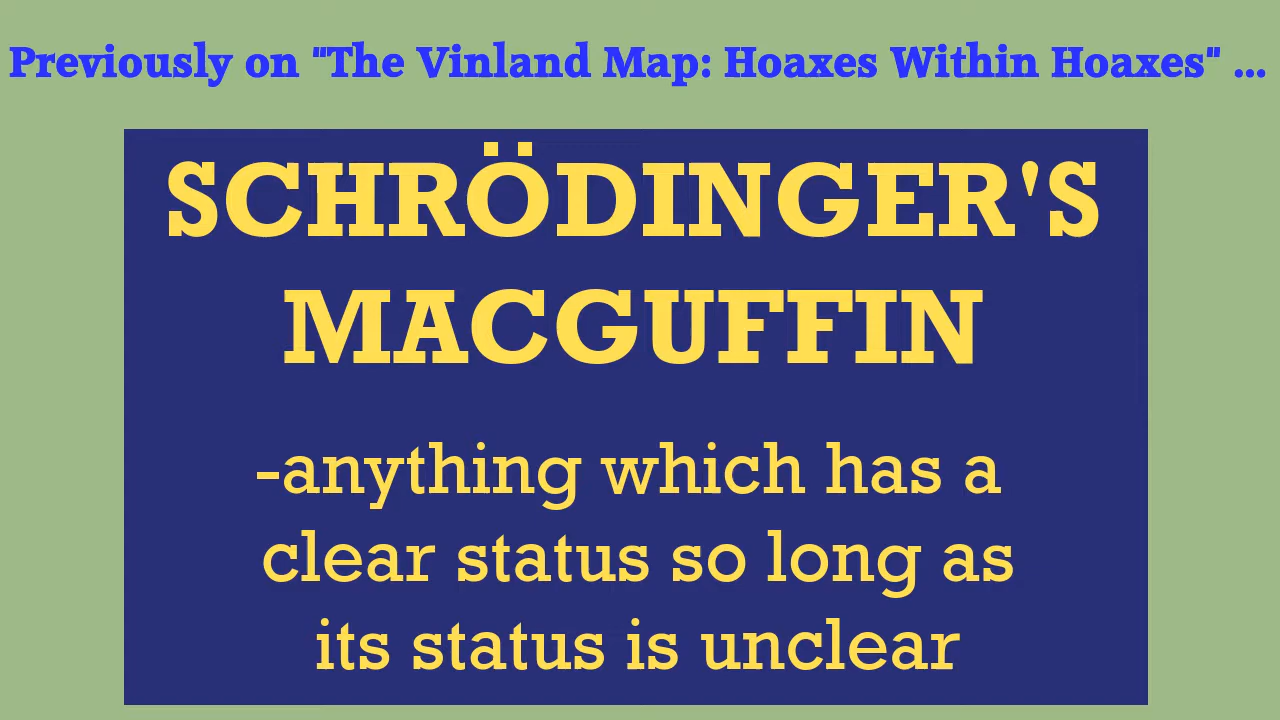 Previously on "The Vinland Map: Hoaxes Within Hoaxes" ...
SCHRÖDINGER'S
MACGUFFIN
-anything which has a
clear status so long as
its status is unclear